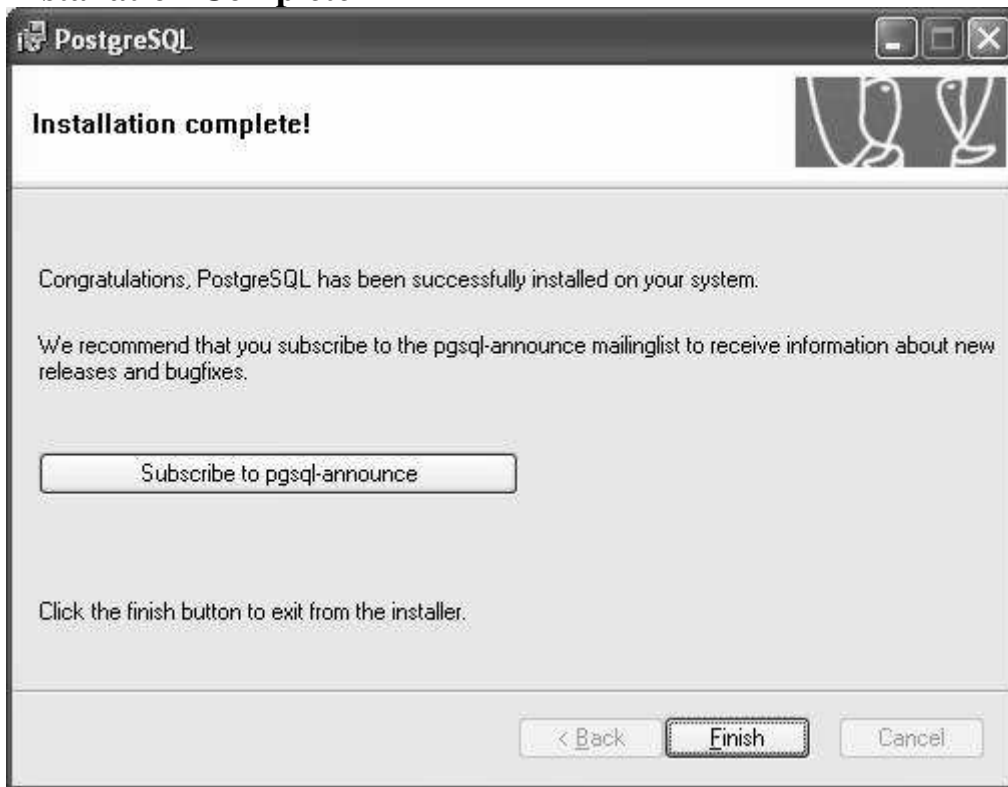 PostgreSQL
Installation complete!
Congratulations, PostgreSQL has been successfully installed on your system.
We recommend that you subscribe to the pgsql-announce mailinglist to receive information about new
releases and bugfixes.
Subscribe to pgsql-announce
Click the finish button to exit from the installer.
< Back
Finish
Cancel